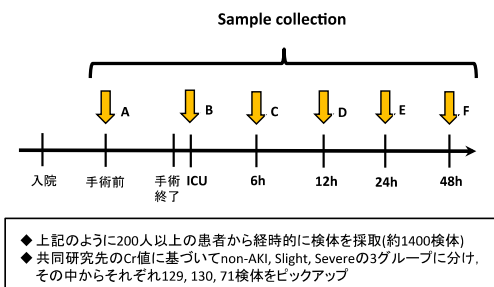 Sample collection
A
B
C
D
E
F
入院
手術前
手術
終了
ICU
6h
12h
24h
48h
◆ 上記のように200人以上の患者から経時的に検体を採取(約1400検体)
◆ 共同研究先のCr値に基づいてnon-AKI, Slight, Severeの3グループに分け,
その中からそれぞれ129, 130, 71検体をピックアップ